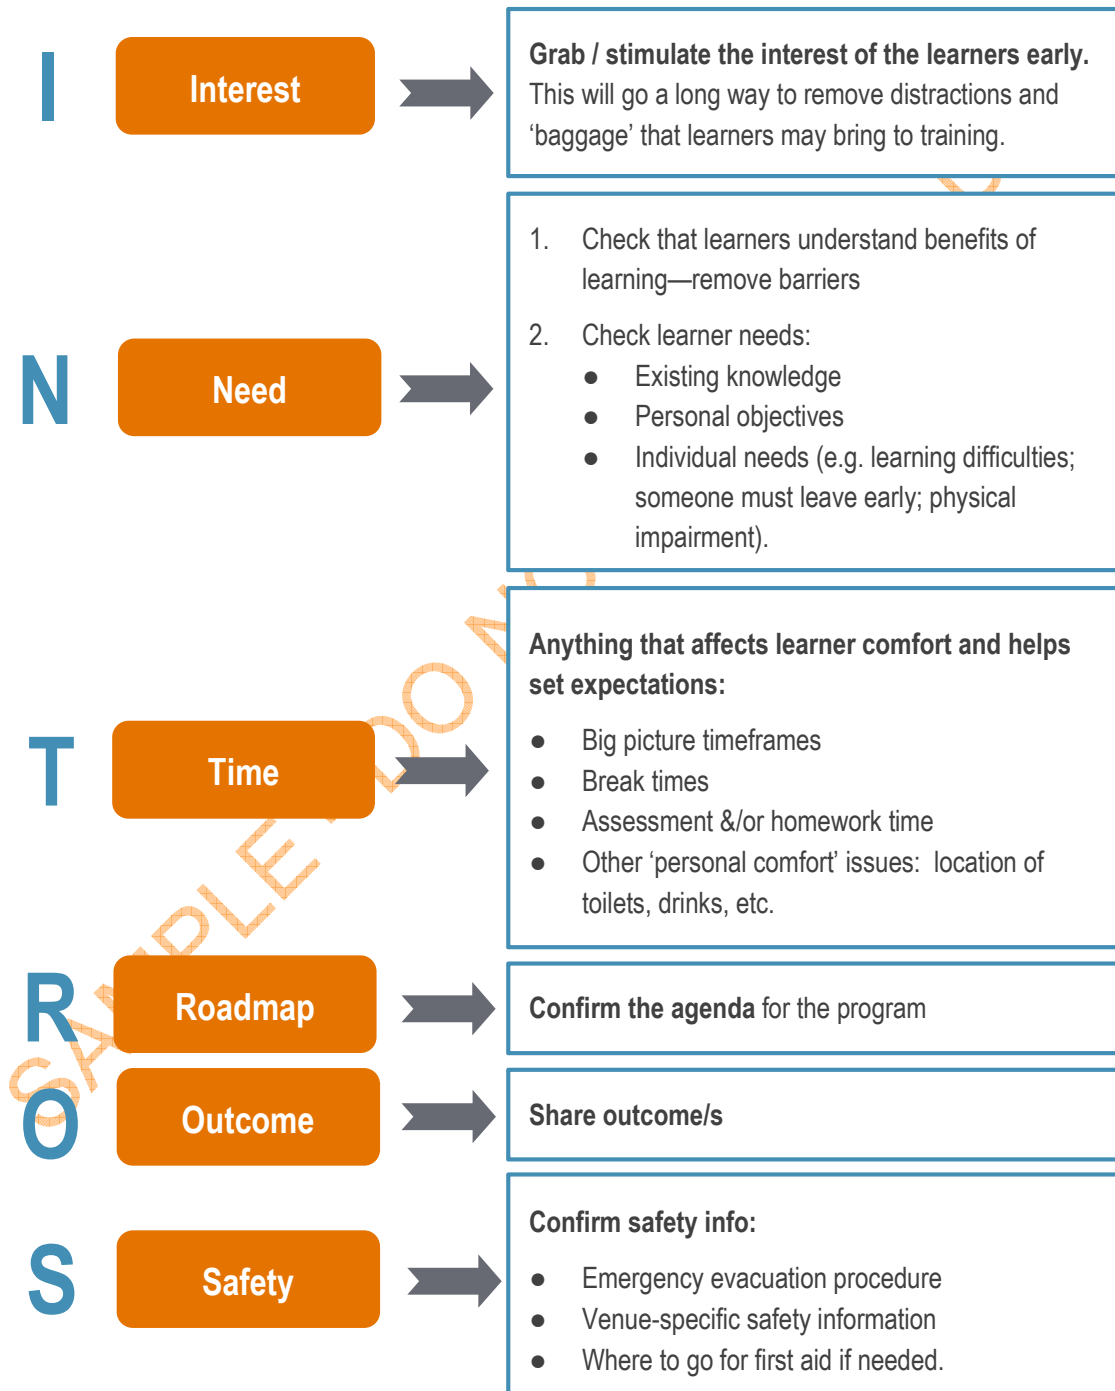 I
Interest
Grab / stimulate the interest of the learners early.
This will go a long way to remove distractions and
‘baggage’ that learners may bring to training.
N
Need
1. Check that learners understand benefits of
learning—remove barriers
2. Check learner needs:
● Existing knowledge
● Personal objectives
● Individual needs (e.g. learning difficulties;
someone must leave early; physical
impairment).
T
Time
Anything that affects learner comfort and helps
set expectations:
● Big picture timeframes
● Break times
● Assessment &/or homework time
● Other ‘personal comfort’ issues: location of
toilets, drinks, etc.
R
Roadmap
Confirm the agenda for the program
O
Outcome
Share outcome/s
S
Safety
Confirm safety info:
● Emergency evacuation procedure
● Venue-specific safety information
● Where to go for first aid if needed.
SAMPLE DO